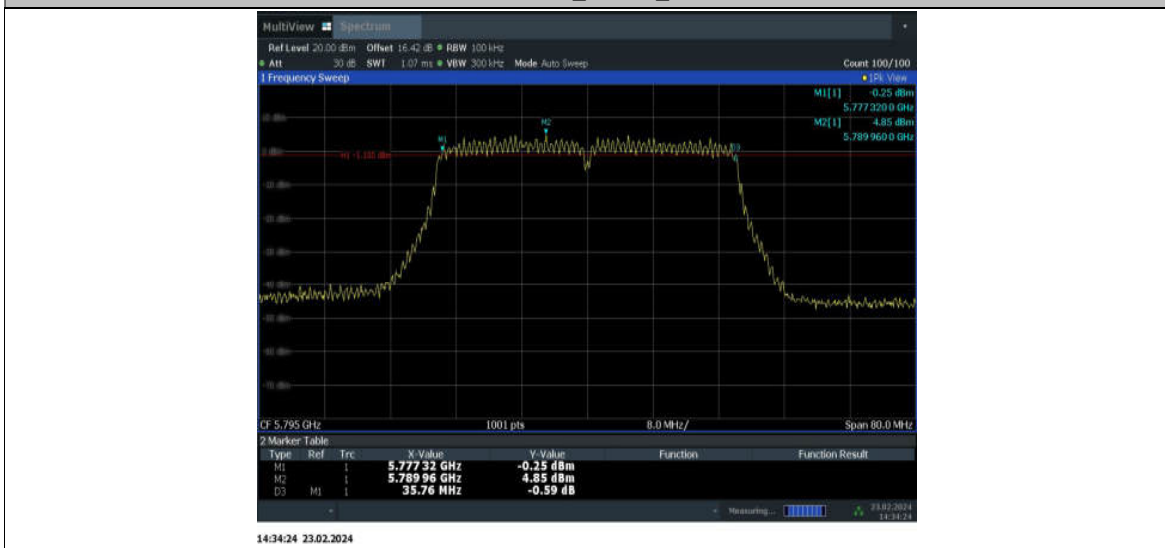 MultiView Spectrum
Ref Level 20.00 dBm Offset 16.42 dB RBW 100 kHz
Att 30 dB SWT 1.07 ms VBW 300 kHz Mode Auto Sweep Count 100/100
1 Frequency Sweep 1Pk View
M1[1] -0.25 dBm
5.777320 0 GHz
M2[1] 4.85 dBm
5.789960 0 GHz
M2
M1
D3
CF 5.795 GHz 1001 pts 8.0 MHz/ Span 80.0 MHz
2 Marker Table
Type Ref Trc X-Value Y-Value Function Function Result
M1 1 5.777 32 GHz -0.25 dBm
M2 1 5.789 96 GHz 4.85 dBm
D3 M1 1 35.76 MHz -0.59 dB
Measuring... 23.02.2024
14:34:24
14:34:24 23.02.2024